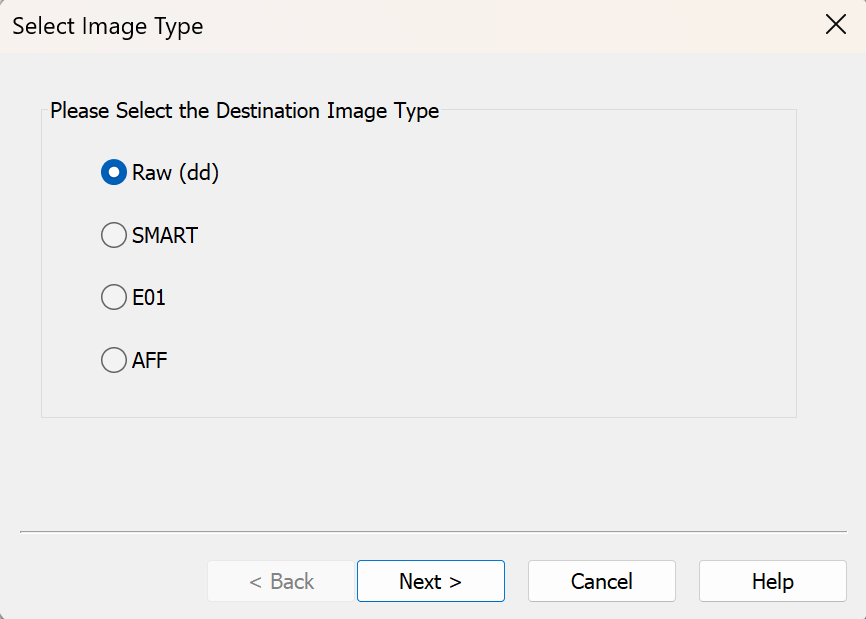 Select Image Type
Please Select the Destination Image Type
Raw (dd)
SMART
E01
AFF
< Back
Next >
Cancel
Help